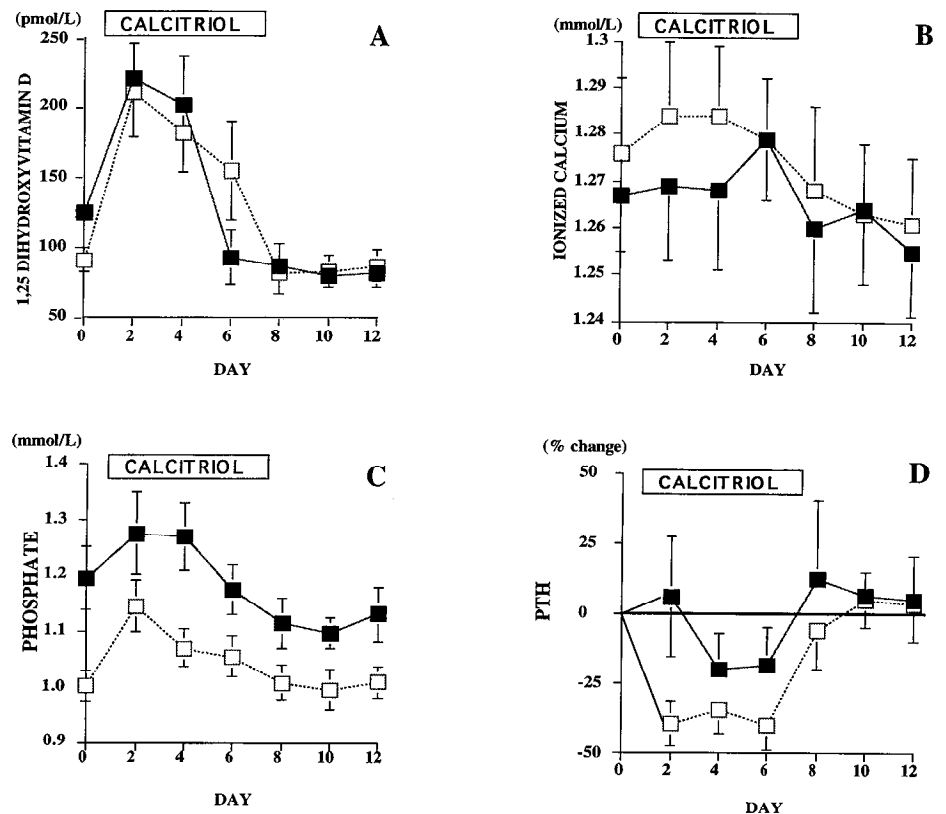 (pmol/L)
CALCITRIOL
A
250
200
150
100
50
1,25 DIHYDROXYVITAMIN D
0 2 4 6 8 10 12
DAY
(mmol/L)
CALCITRIOL
B
1.3
1.29
1.28
1.27
1.26
1.25
1.24
IONIZED CALCIUM
0 2 4 6 8 10 12
DAY
(mmol/L)
CALCITRIOL
C
1.4
1.3
1.2
1.1
1.0
0.9
PHOSPHATE
0 2 4 6 8 10 12
DAY
(% change)
CALCITRIOL
D
50
25
0
-25
-50
PTH
0 2 4 6 8 10 12
DAY